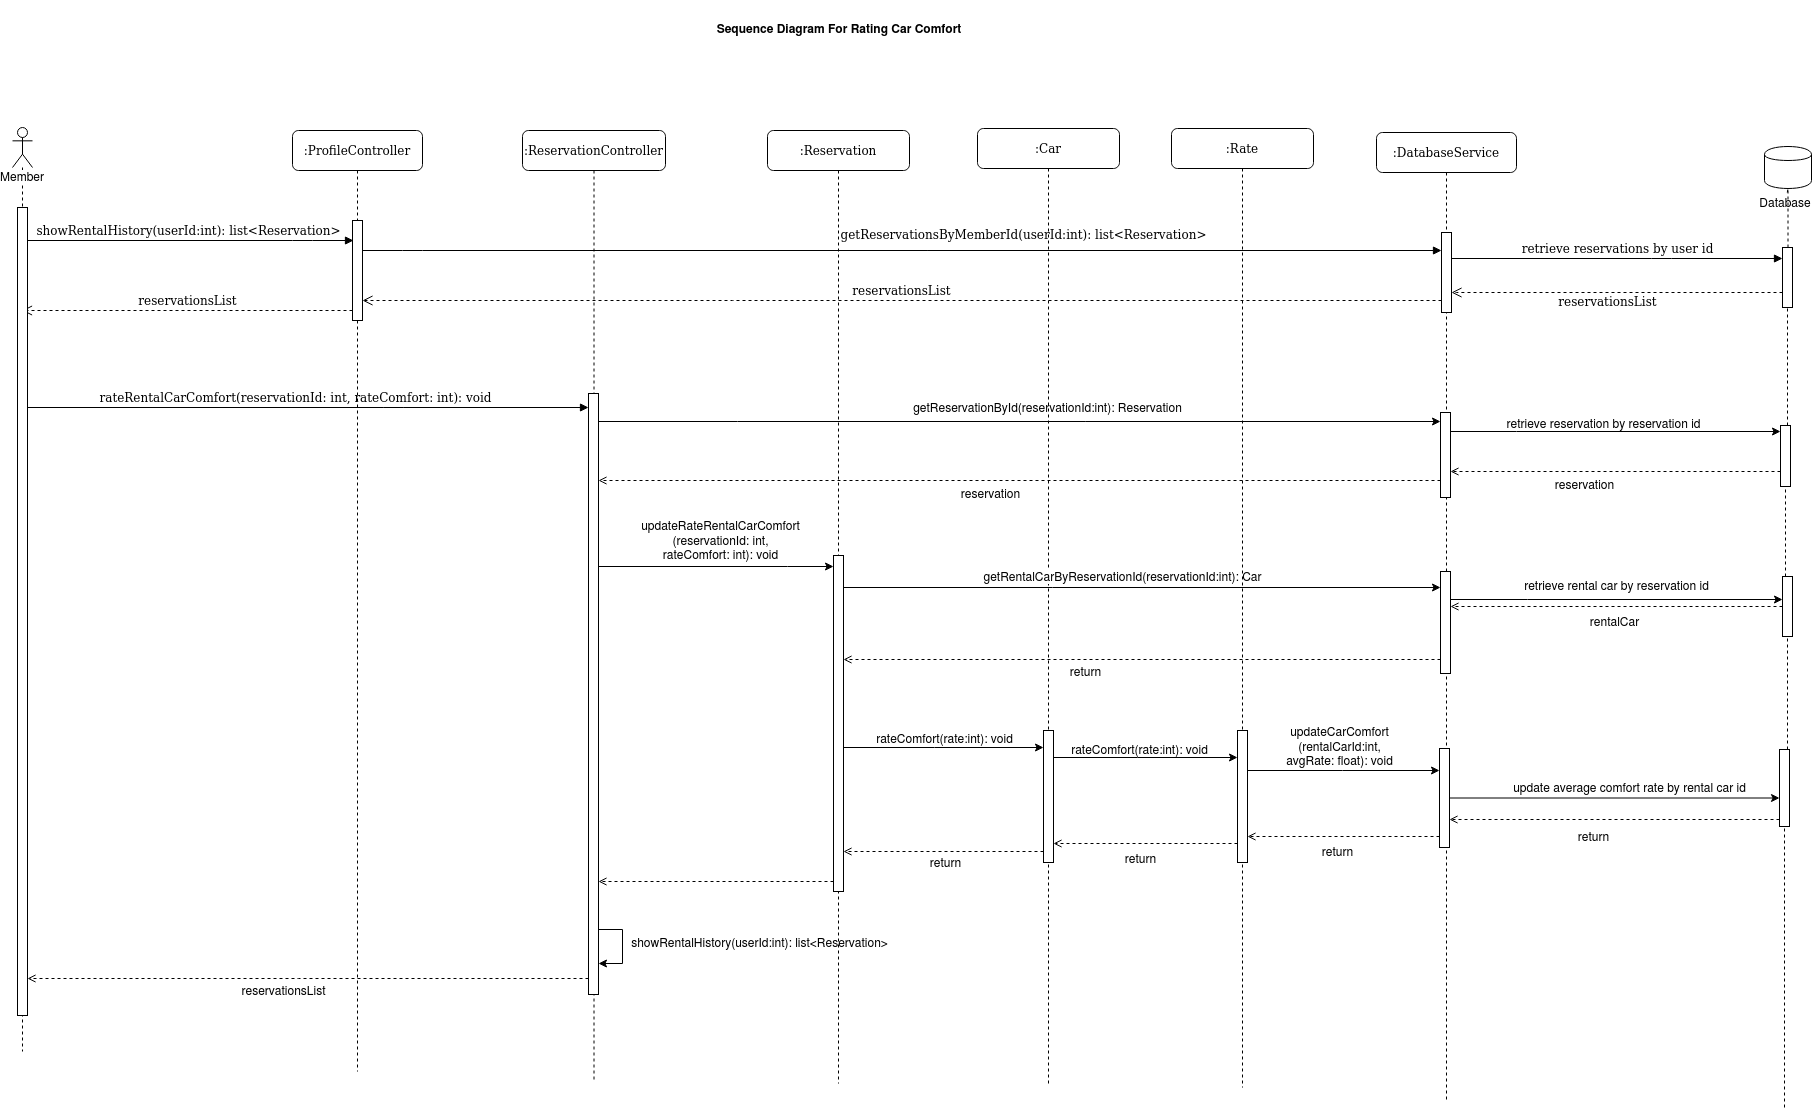 Sequence Diagram For Rating Car Comfort
Member
:ProfileController
:ReservationController
:Reservation
:Car
:Rate
:DatabaseService
Database
showRentalHistory(userId:int): list<Reservation>
getReservationsByMemberId(userId:int): list<Reservation>
retrieve reservations by user id
reservationsList
reservationsList
reservationsList
rateRentalCarComfort(reservationId: int, rateComfort: int): void
getReservationById(reservationId:int): Reservation
retrieve reservation by reservation id
reservation
reservation
updateRateRentalCarComfort
(reservationId: int,
rateComfort: int): void
getRentalCarByReservationId(reservationId:int): Car
retrieve rental car by reservation id
rentalCar
return
rateComfort(rate:int): void
rateComfort(rate:int): void
updateCarComfort
(rentalCarId:int,
avgRate: float): void
update average comfort rate by rental car id
return
return
return
return
showRentalHistory(userId:int): list<Reservation>
reservationsList